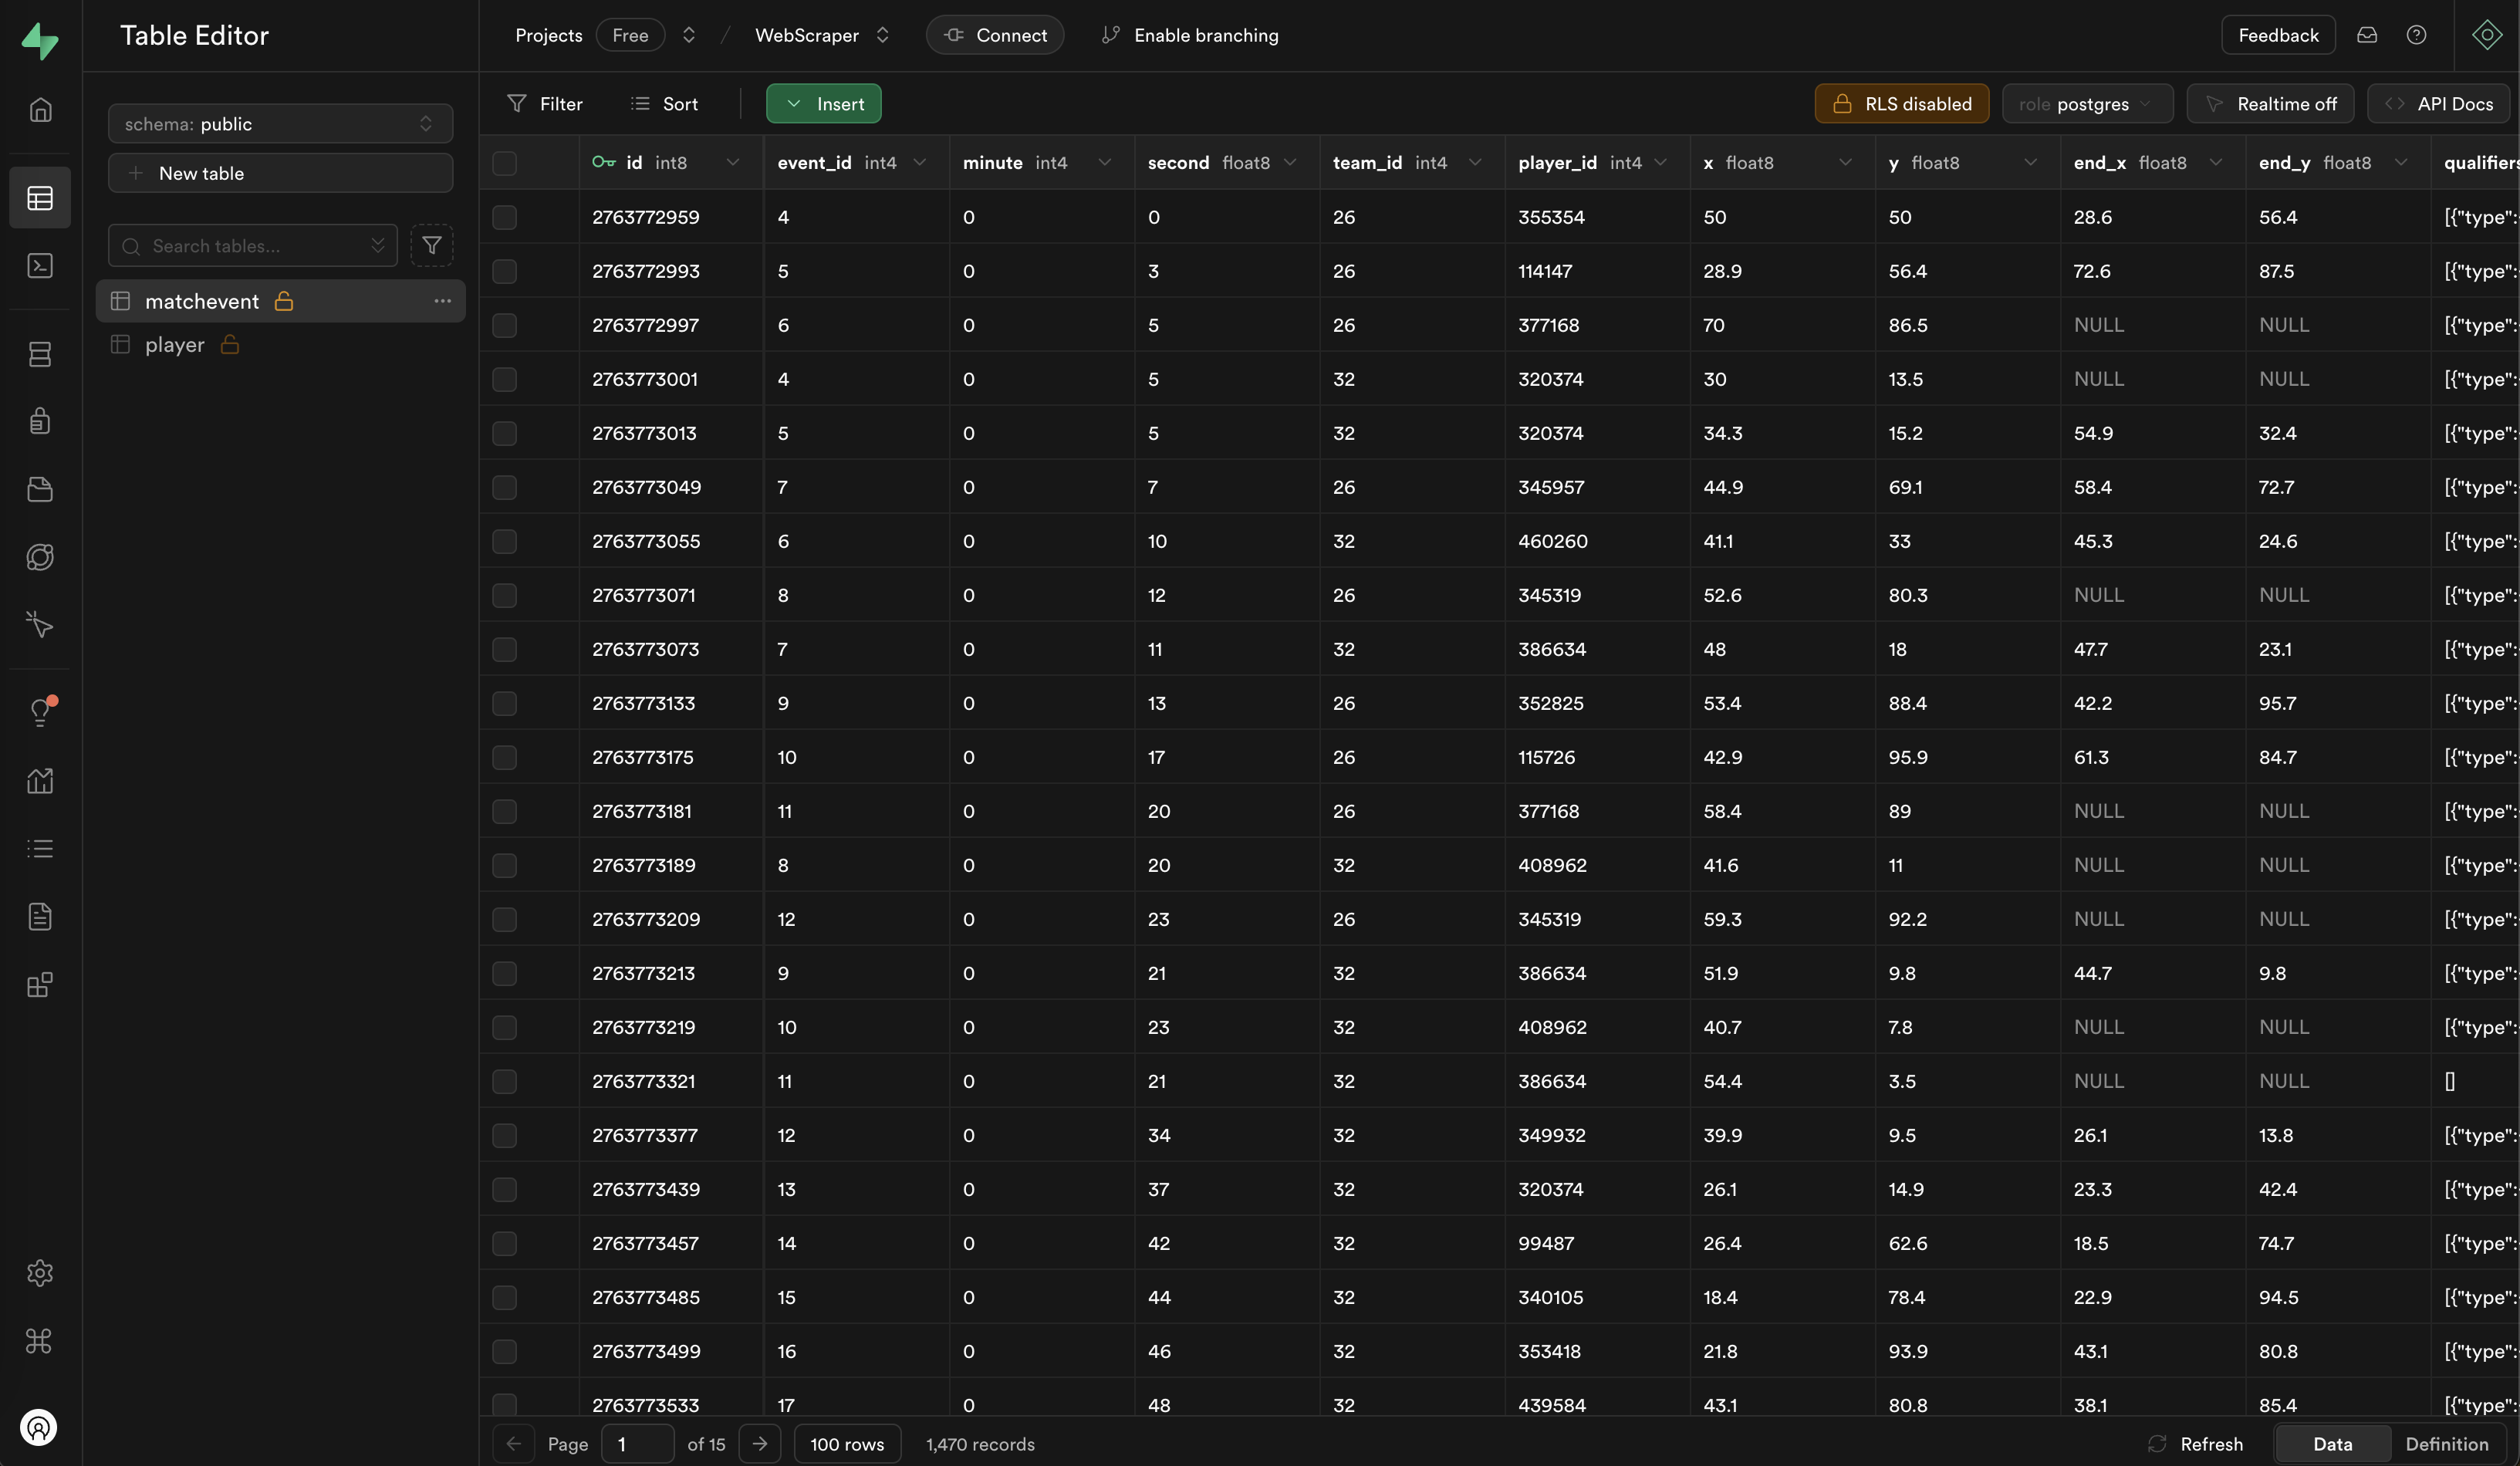 Table Editor
Projects Free / WebScraper Connect Enable branching Feedback
schema: public
New table
Search tables...
matchevent
player
Filter Sort Insert RLS disabled role postgres Realtime off API Docs
id int8 event_id int4 minute int4 second float8 team_id int4 player_id int4 x float8 y float8 end_x float8 end_y float8 qualifiers
2763772959 4 0 0 26 355354 50 50 28.6 56.4 [{"type":
2763772993 5 0 3 26 114147 28.9 56.4 72.6 87.5 [{"type":
2763772997 6 0 5 26 377168 70 86.5 NULL NULL [{"type":
2763773001 4 0 5 32 320374 30 13.5 NULL NULL [{"type":
2763773013 5 0 5 32 320374 34.3 15.2 54.9 32.4 [{"type":
2763773049 7 0 7 26 345957 44.9 69.1 58.4 72.7 [{"type":
2763773055 6 0 10 32 460260 41.1 33 45.3 24.6 [{"type":
2763773071 8 0 12 26 345319 52.6 80.3 NULL NULL [{"type":
2763773073 7 0 11 32 386634 48 18 47.7 23.1 [{"type":
2763773133 9 0 13 26 352825 53.4 88.4 42.2 95.7 [{"type":
2763773175 10 0 17 26 115726 42.9 95.9 61.3 84.7 [{"type":
2763773181 11 0 20 26 377168 58.4 89 NULL NULL [{"type":
2763773189 8 0 20 32 408962 41.6 11 NULL NULL [{"type":
2763773209 12 0 23 26 345319 59.3 92.2 NULL NULL [{"type":
2763773213 9 0 21 32 386634 51.9 9.8 44.7 9.8 [{"type":
2763773219 10 0 23 32 408962 40.7 7.8 NULL NULL [{"type":
2763773321 11 0 21 32 386634 54.4 3.5 NULL NULL []
2763773377 12 0 34 32 349932 39.9 9.5 26.1 13.8 [{"type":
2763773439 13 0 37 32 320374 26.1 14.9 23.3 42.4 [{"type":
2763773457 14 0 42 32 99487 26.4 62.6 18.5 74.7 [{"type":
2763773485 15 0 44 32 340105 18.4 78.4 22.9 94.5 [{"type":
2763773499 16 0 46 32 353418 21.8 93.9 43.1 80.8 [{"type":
2763773533 17 0 48 32 439584 43.1 80.8 38.1 85.4 [{"type":
Page 1 of 15 100 rows 1,470 records Refresh Data Definition